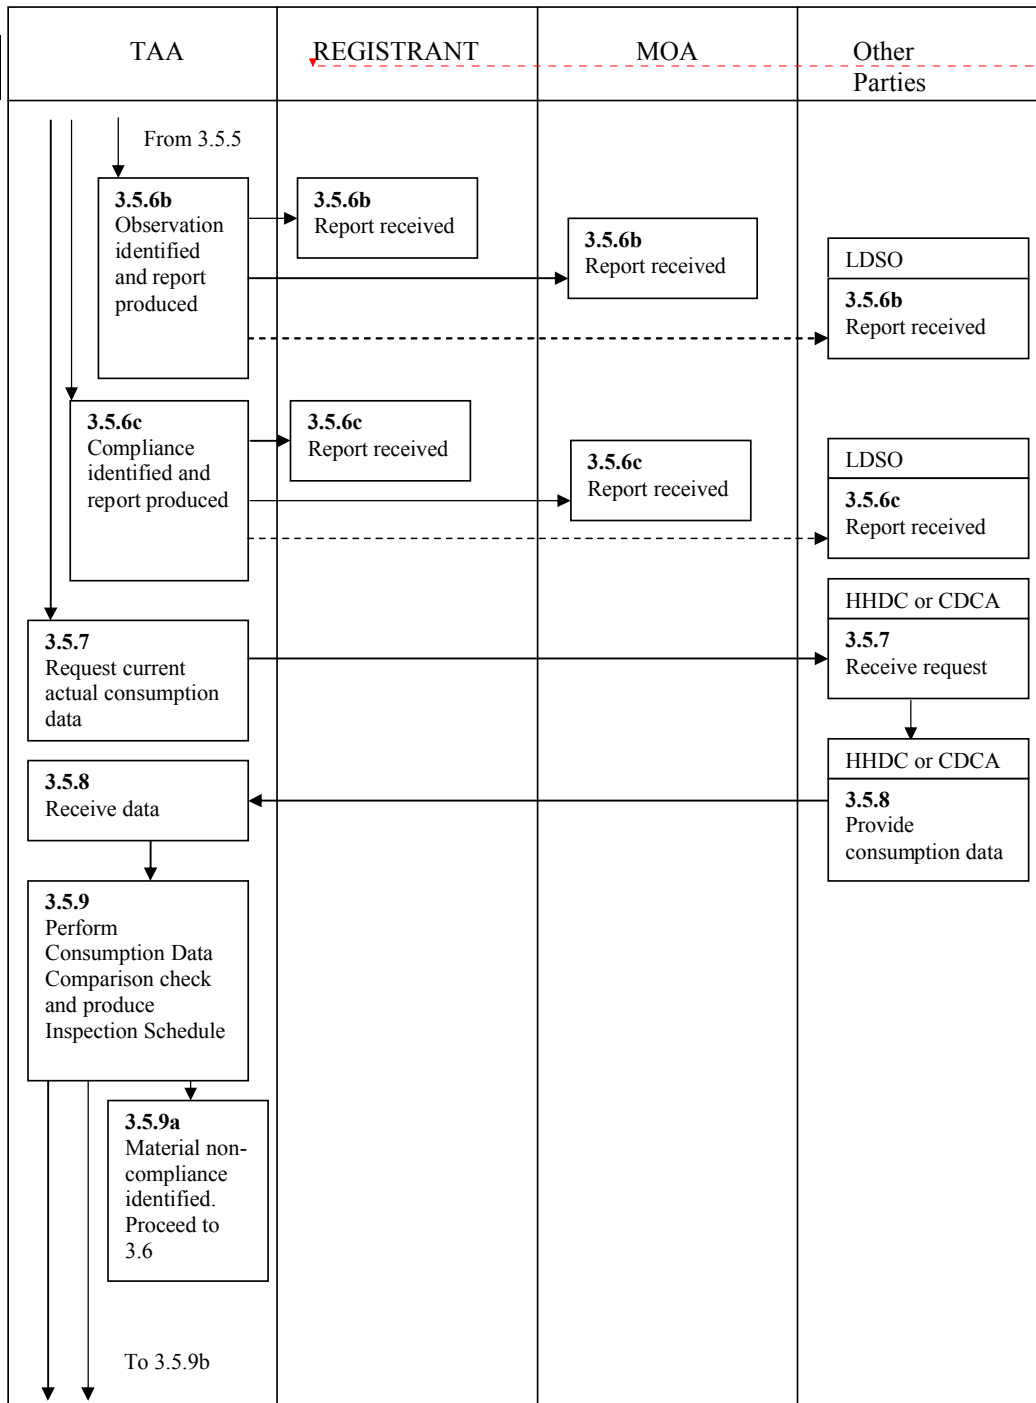 TAA
REGISTRANT
MOA
Other
Parties
From 3.5.5
3.5.6b
Observation
identified
and report
produced
3.5.6b
Report received
3.5.6b
Report received
LDSO
3.5.6b
Report received
3.5.6c
Compliance
identified and
report produced
3.5.6c
Report received
3.5.6c
Report received
LDSO
3.5.6c
Report received
3.5.7
Request current
actual consumption
data
HHDC or CDCA
3.5.7
Receive request
3.5.8
Receive data
HHDC or CDCA
3.5.8
Provide
consumption data
3.5.9
Perform
Consumption Data
Comparison check
and produce
Inspection Schedule
3.5.9a
Material non-
compliance
identified.
Proceed to
3.6
To 3.5.9b